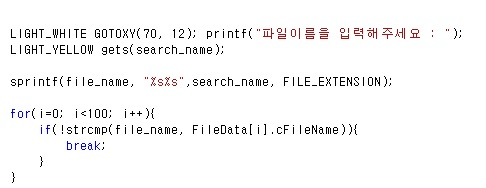 LIGHT_WHITE GOTOXY(70, 12); printf("파일이름을 입력해주세요 : ");
LIGHT_YELLOW gets(search_name);
sprintf(file_name, "%s%s",search_name, FILE_EXTENSION);
for(i=0; i<100; i++){
if(!strcmp(file_name, FileData[i].cFileName)){
break;
}
}